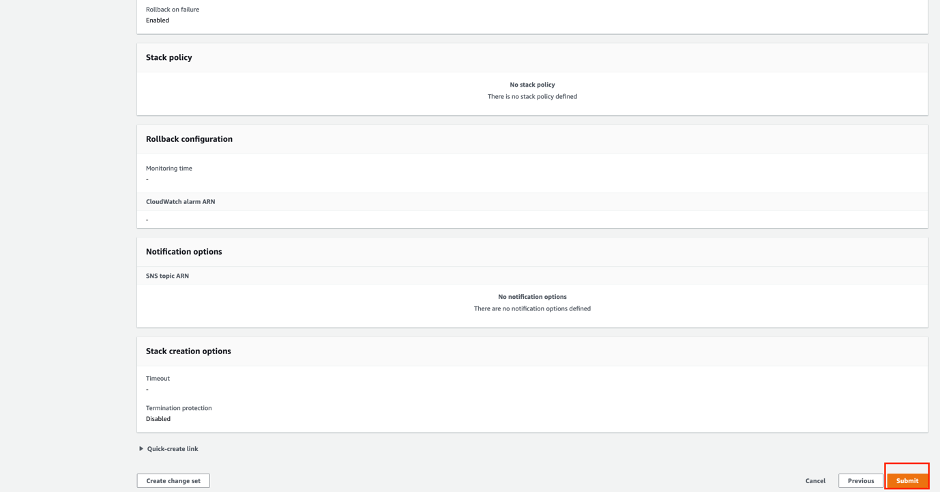 Rollback on failure
Enabled
Stack policy
No stack policy
There is no stack policy defined
Rollback configuration
Monitoring time
-
CloudWatch alarm ARN
-
Notification options
SNS topic ARN
No notification options
There are no notification options defined
Stack creation options
Timeout
-
Termination protection
Disabled
Quick-create link
Create change set Cancel Previous Submit